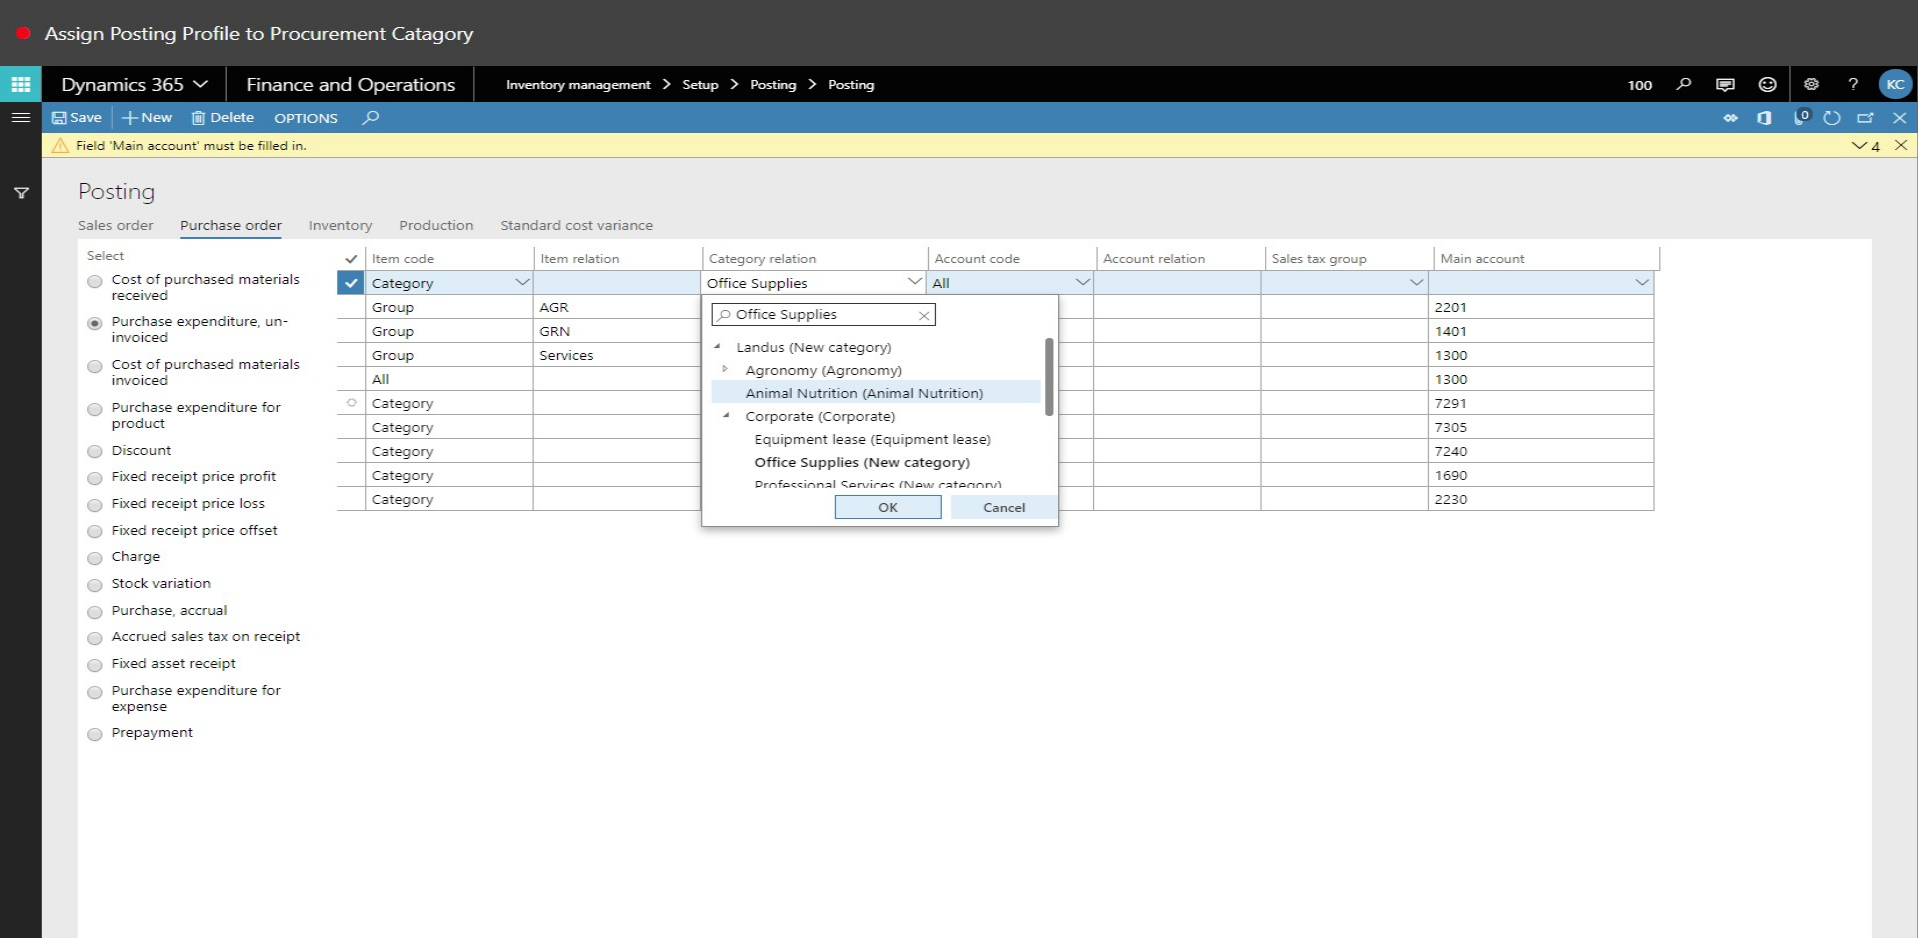 Assign Posting Profile to Procurement Catagory
Dynamics 365 Finance and Operations Inventory management > Setup > Posting > Posting 100 ? KC
Save + New Delete OPTIONS 0
Field 'Main account' must be filled in. 4
Posting
Sales order Purchase order Inventory Production Standard cost variance
Select
Cost of purchased materials
received
Purchase expenditure, un-
invoiced
Cost of purchased materials
invoiced
Purchase expenditure for
product
Discount
Fixed receipt price profit
Fixed receipt price loss
Fixed receipt price offset
Charge
Stock variation
Purchase, accrual
Accrued sales tax on receipt
Fixed asset receipt
Purchase expenditure for
expense
Prepayment
Item code Item relation Category relation Account code Account relation Sales tax group Main account
Category Office Supplies All
Group AGR 2201
Group GRN 1401
Group Services 1300
All 1300
Category 7291
Category 7305
Category 7240
Category 1690
Category 2230
Office Supplies
Landus (New category)
Agronomy (Agronomy)
Animal Nutrition (Animal Nutrition)
Corporate (Corporate)
Equipment lease (Equipment lease)
Office Supplies (New category)
Professional Services (New category)
OK Cancel